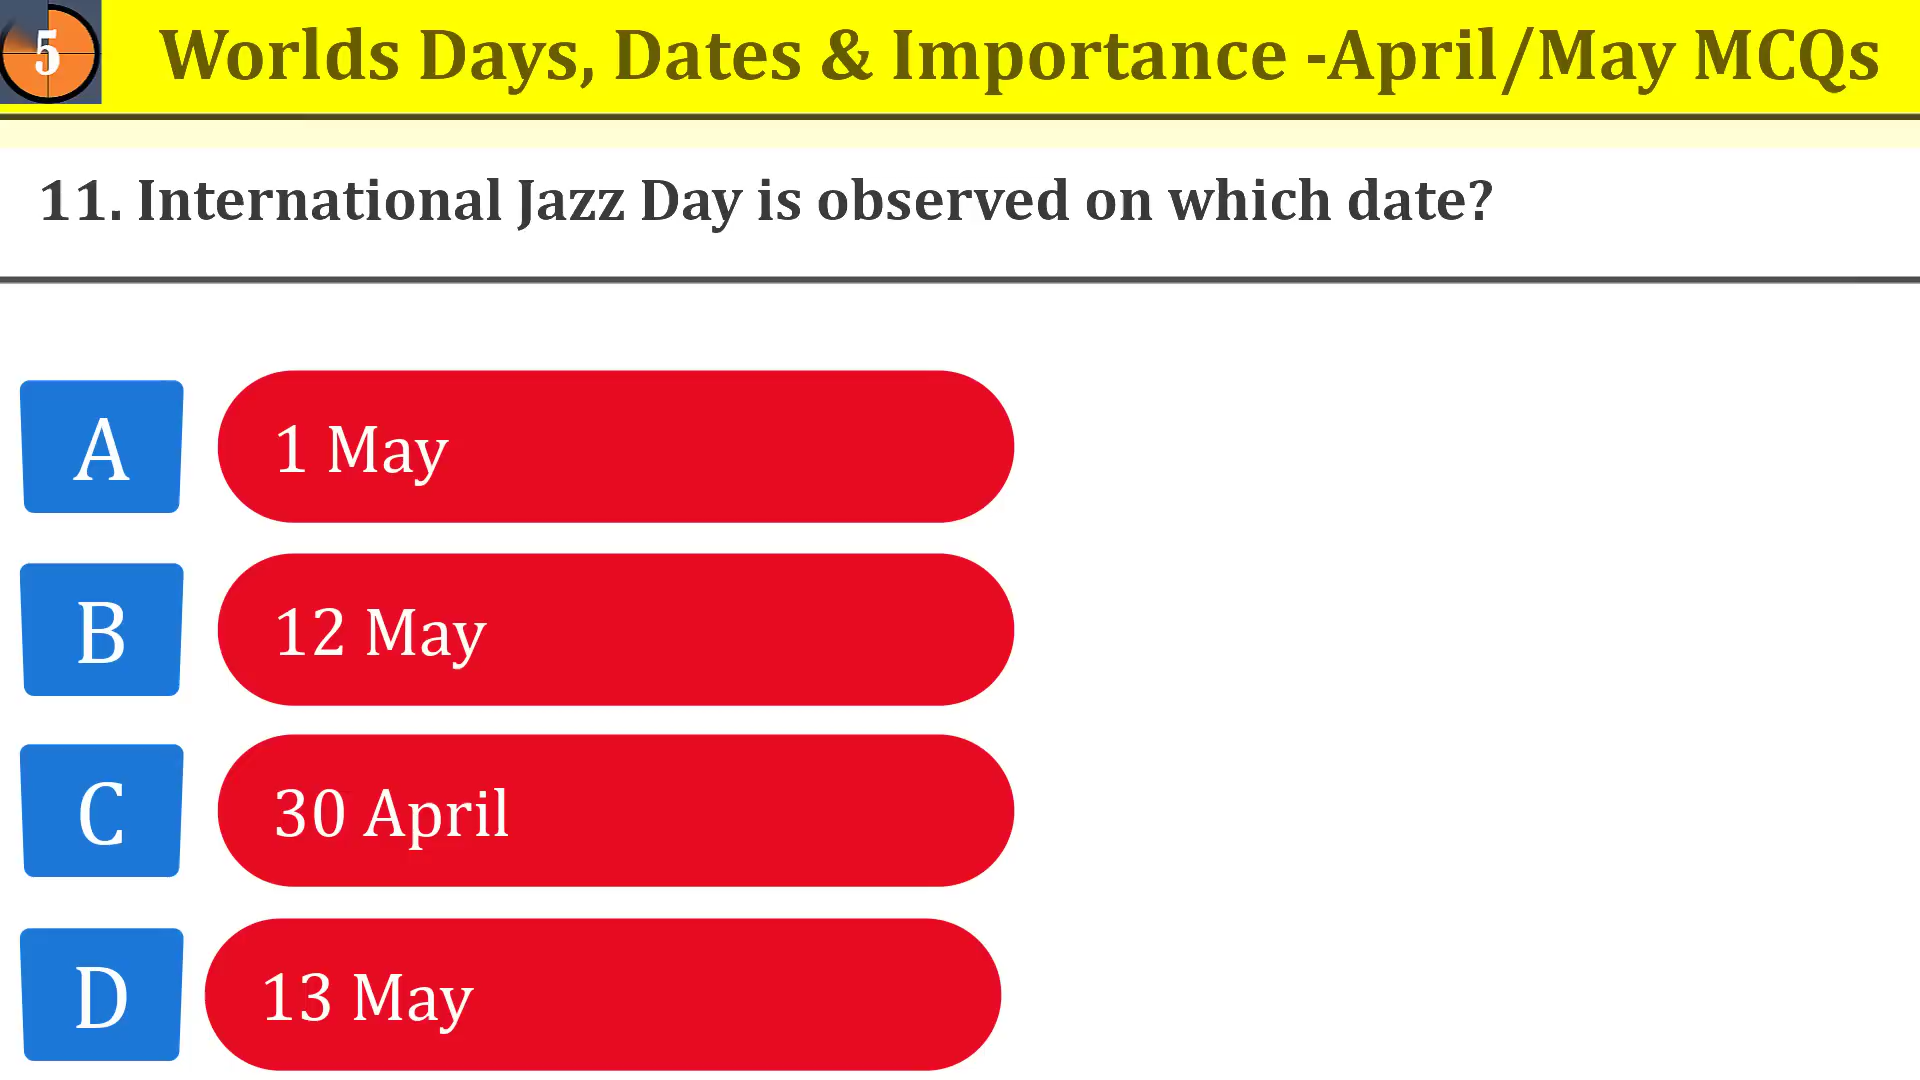 5
Worlds Days, Dates & Importance -April/May MCQs
11. International Jazz Day is observed on which date?
A 1 May
B 12 May
C 30 April
D 13 May